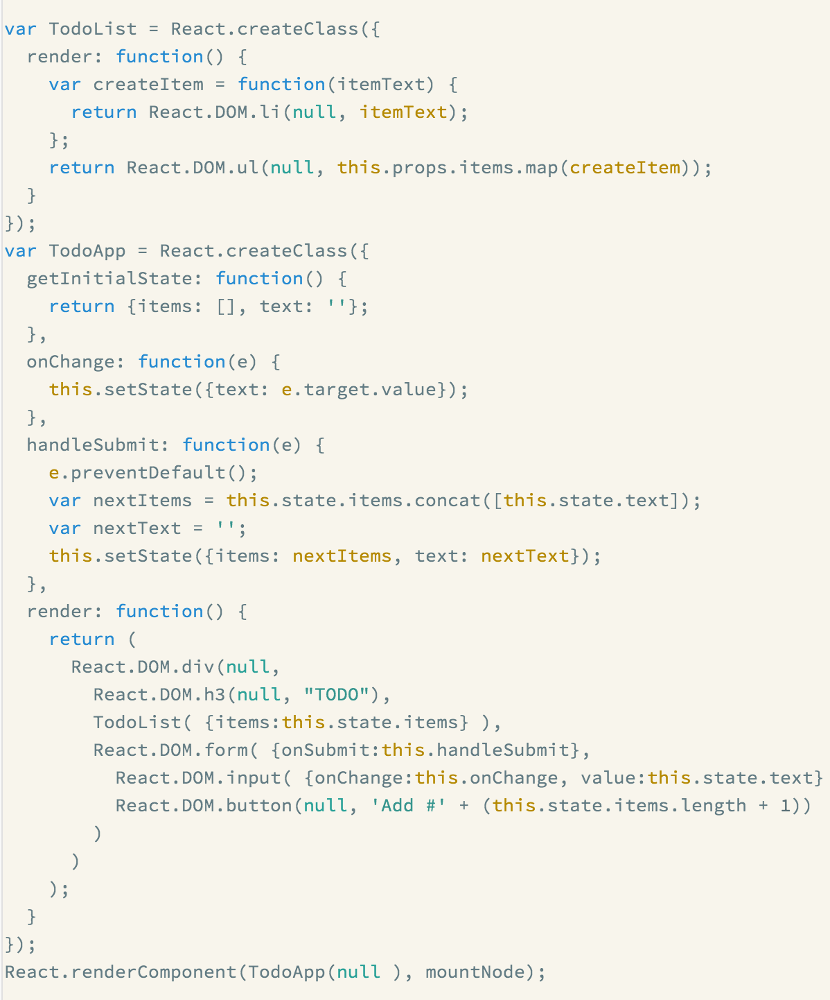 var TodoList = React.createClass({
  render: function() {
    var createItem = function(itemText) {
      return React.DOM.li(null, itemText);
    };
    return React.DOM.ul(null, this.props.items.map(createItem));
  }
});
var TodoApp = React.createClass({
  getInitialState: function() {
    return {items: [], text: ''};
  },
  onChange: function(e) {
    this.setState({text: e.target.value});
  },
  handleSubmit: function(e) {
    e.preventDefault();
    var nextItems = this.state.items.concat([this.state.text]);
    var nextText = '';
    this.setState({items: nextItems, text: nextText});
  },
  render: function() {
    return (
      React.DOM.div(null,
        React.DOM.h3(null, "TODO"),
        TodoList( {items:this.state.items} ),
        React.DOM.form( {onSubmit:this.handleSubmit},
          React.DOM.input( {onChange:this.onChange, value:this.state.text}
          React.DOM.button(null, 'Add #' + (this.state.items.length + 1))
        )
      )
    );
  }
});
React.renderComponent(TodoApp(null ), mountNode);